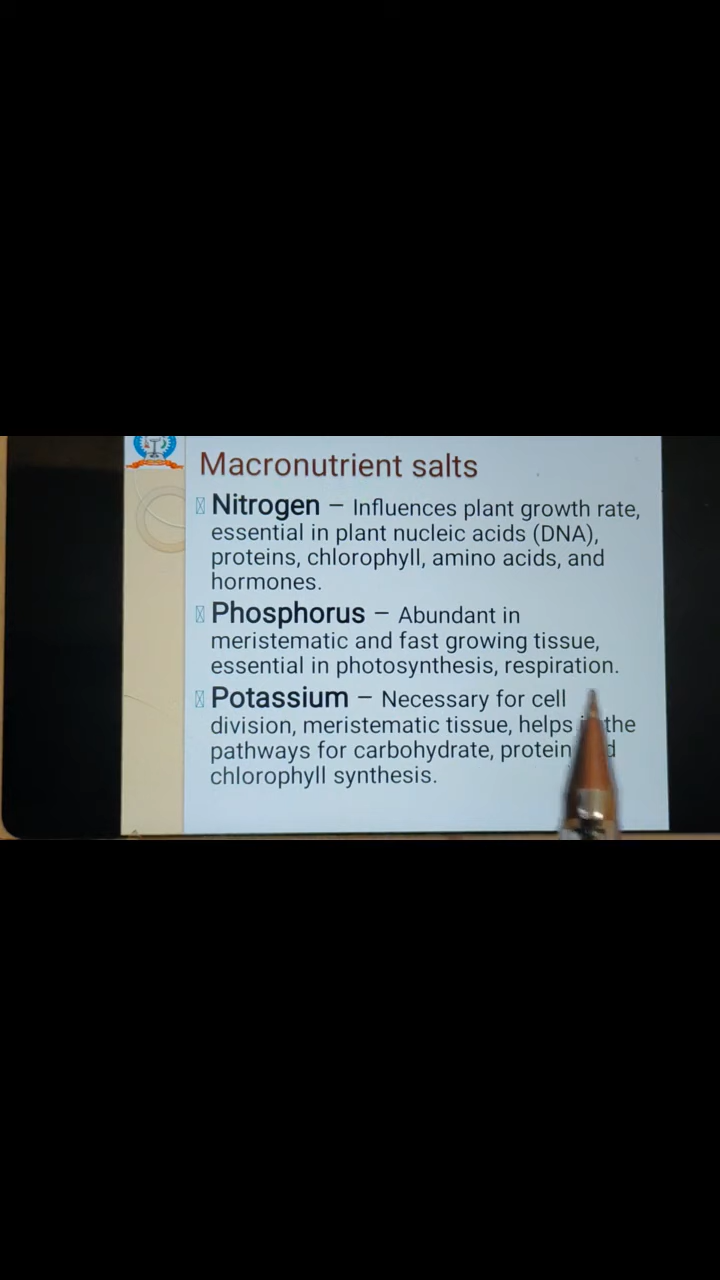 Macronutrient salts
Nitrogen – Influences plant growth rate,
essential in plant nucleic acids (DNA),
proteins, chlorophyll, amino acids, and
hormones.
Phosphorus – Abundant in
meristematic and fast growing tissue,
essential in photosynthesis, respiration.
Potassium – Necessary for cell
division, meristematic tissue, helps the
pathways for carbohydrate, protein
chlorophyll synthesis.